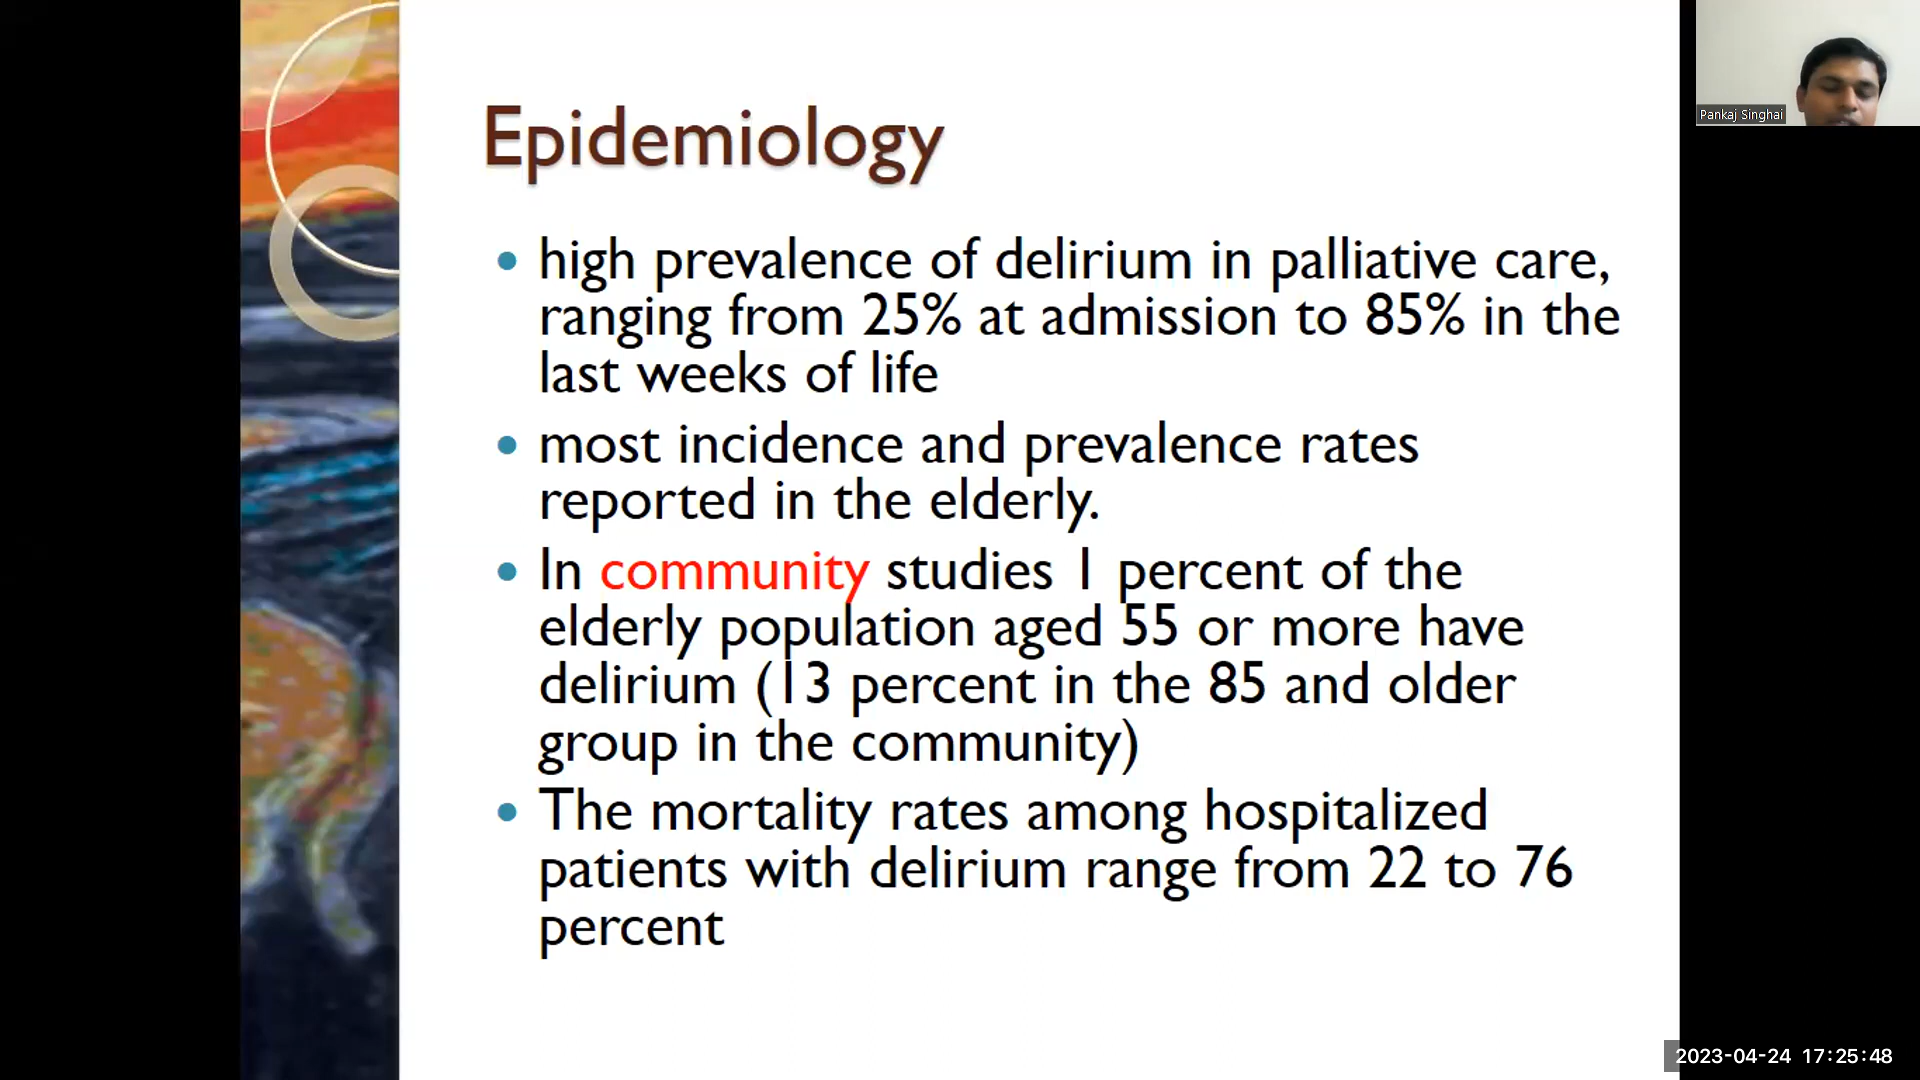 Epidemiology
• high prevalence of delirium in palliative care,
ranging from 25% at admission to 85% in the
last weeks of life
• most incidence and prevalence rates
reported in the elderly.
• In community studies 1 percent of the
elderly population aged 55 or more have
delirium (13 percent in the 85 and older
group in the community)
• The mortality rates among hospitalized
patients with delirium range from 22 to 76
percent
Pankaj Singhai
2023-04-24 17:25:48